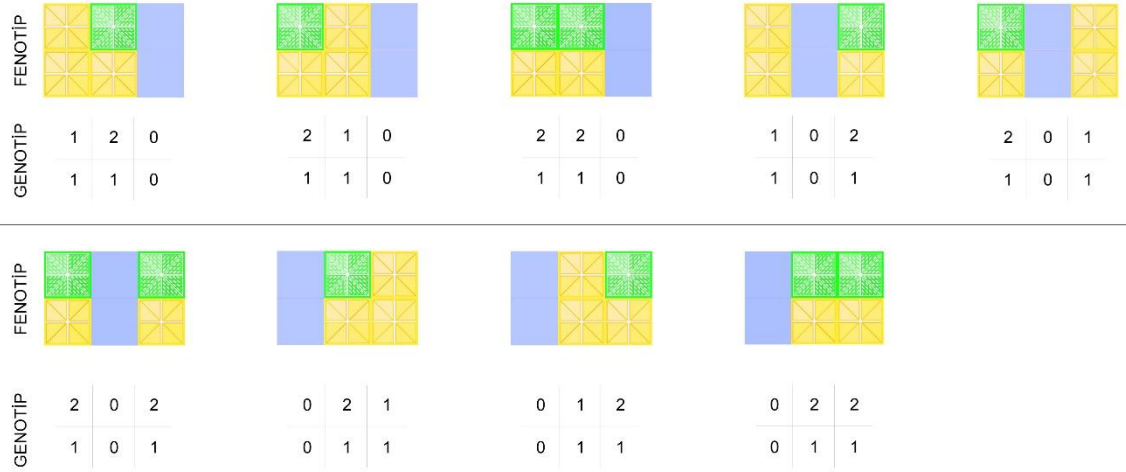 FENOTİP
GENOTİP
1 2 0
1 1 0
2 1 0
1 1 0
2 2 0
1 1 0
1 0 2
1 0 1
2 0 1
1 0 1
FENOTİP
GENOTİP
2 0 2
1 0 1
0 2 1
0 1 1
0 1 2
0 1 1
0 2 2
0 1 1